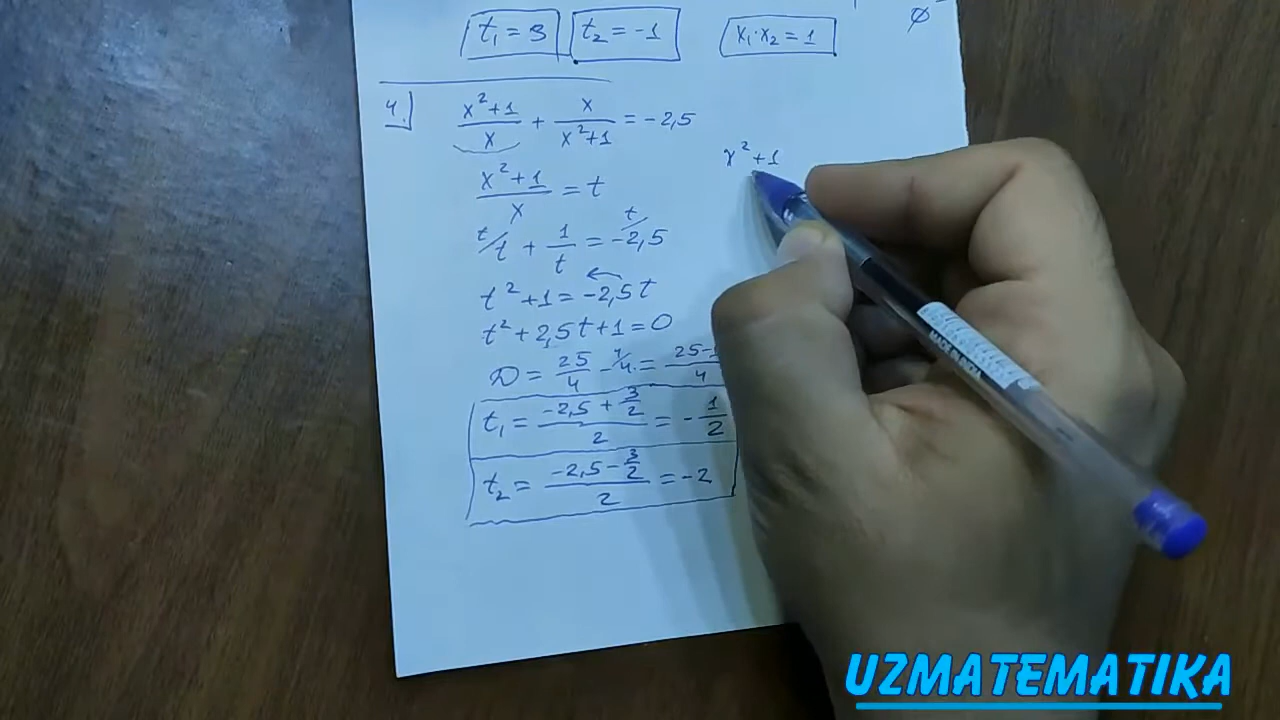 t₁ = 3 t₂ = -1 x₁·x₂ = 1 ø
4.] (x²+1)/x + x/(x²+1) = -2,5
x²+1
(x²+1)/x = t
t/ t + 1/t = t/ -2,5
←
t²+1 = -2,5t
t²+2,5t+1=0
D = 25/4 - 4/ 4 = 25-1 /4
t₁ = (-2,5 + 3/2)/2 = -1/2
t₂ = (-2,5 - 3/2)/2 = -2
UZMATEMATIKA